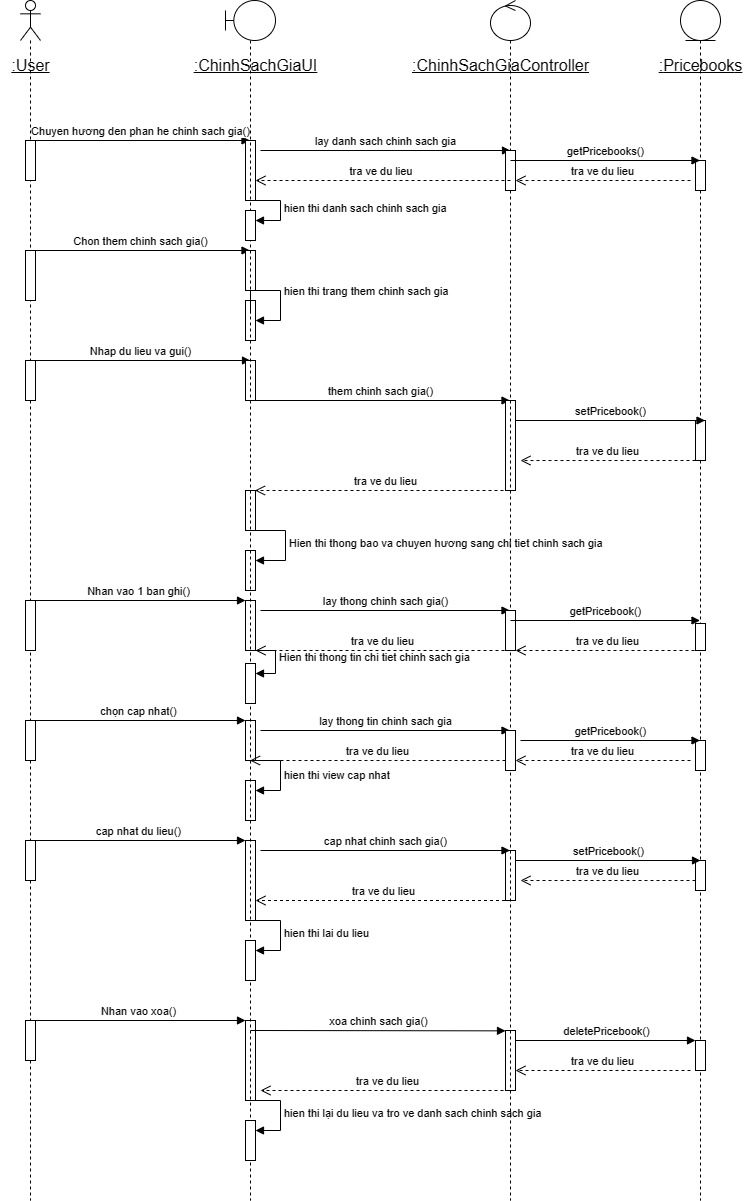 :User
:ChinhSachGiaUI
:ChinhSachGiaController
:Pricebooks
Chuyen hương den phan he chinh sach gia()
lay danh sach chinh sach gia
getPricebooks()
tra ve du lieu
tra ve du lieu
hien thi danh sach chinh sach gia
Chon them chinh sach gia()
hien thi trang them chinh sach gia
Nhap du lieu va gui()
them chinh sach gia()
setPricebook()
tra ve du lieu
tra ve du lieu
Hien thi thong bao va chuyen hương sang chi tiet chinh sach gia
Nhan vao 1 ban ghi()
lay thong chinh sach gia()
getPricebook()
tra ve du lieu
tra ve du lieu
Hien thi thong tin chi tiet chinh sach gia
chọn cap nhat()
lay thong tin chinh sach gia
getPricebook()
tra ve du lieu
tra ve du lieu
hien thi view cap nhat
cap nhat du lieu()
cap nhat chinh sach gia()
setPricebook()
tra ve du lieu
tra ve du lieu
hien thi lai du lieu
Nhan vao xoa()
xoa chinh sach gia()
deletePricebook()
tra ve du lieu
tra ve du lieu
hien thi lại du lieu va tro ve danh sach chinh sách gia